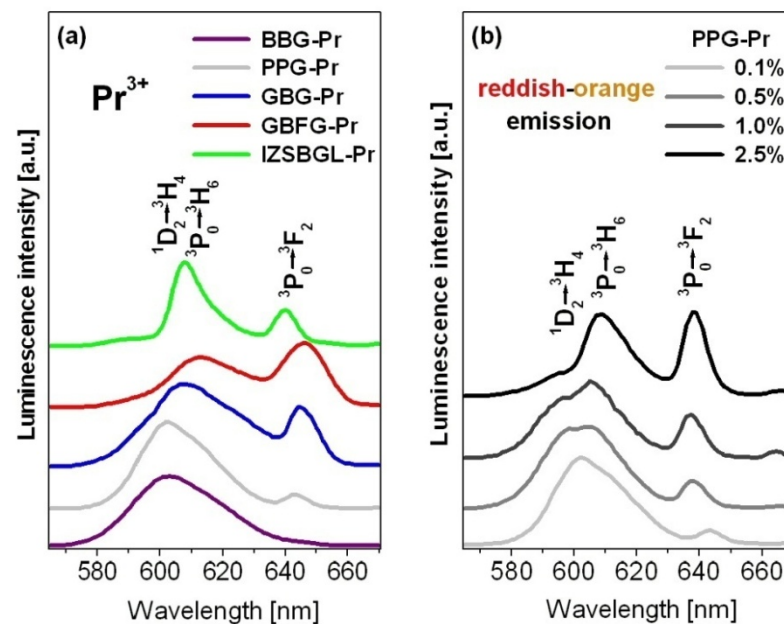 (a)
Pr³⁺
BBG-Pr
PPG-Pr
GBG-Pr
GBFG-Pr
IZSBGL-Pr
¹D₂→³H₄
³P₀→³H₆
³P₀→³F₂
Luminescence intensity [a.u.]
580 600 620 640 660
Wavelength [nm]
(b)
PPG-Pr
0.1%
0.5%
1.0%
2.5%
reddish-orange
emission
¹D₂→³H₄
³P₀→³H₆
³P₀→³F₂
Luminescence intensity [a.u.]
580 600 620 640 660
Wavelength [nm]